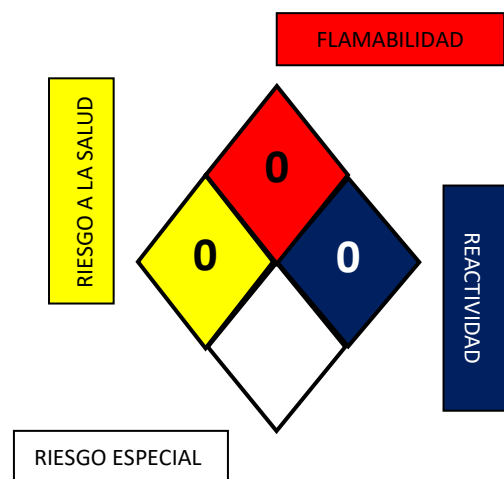 FLAMABILIDAD
RIESGO A LA SALUD
0
0
0
REACTIVIDAD
RIESGO ESPECIAL